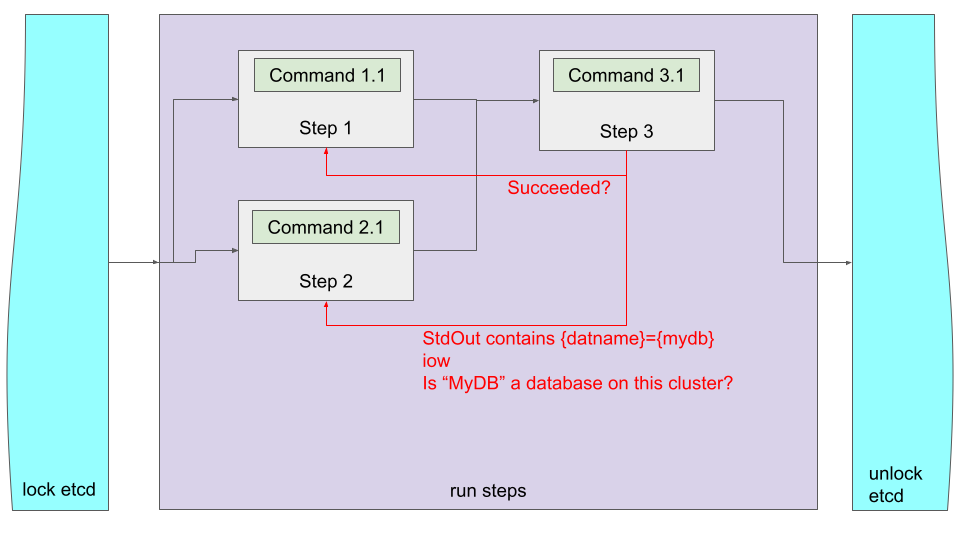 Command 1.1
Step 1
Command 3.1
Step 3
Succeeded?
Command 2.1
Step 2
StdOut contains {datname}={mydb}
iow
Is “MyDB” a database on this cluster?
lock etcd
run steps
unlock
etcd